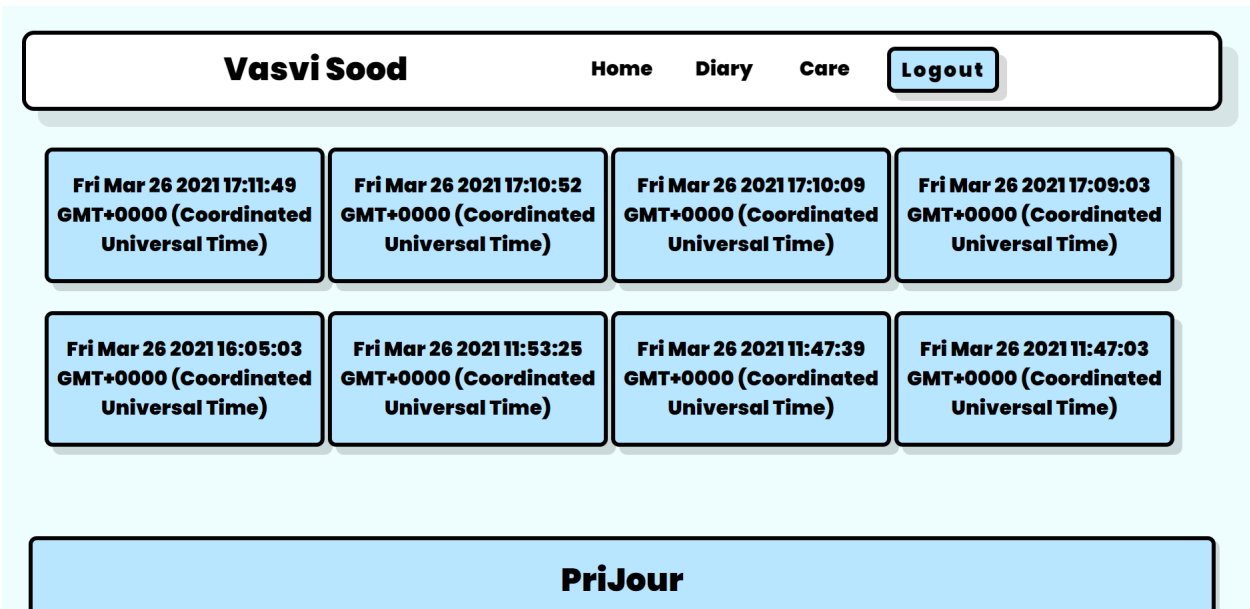 Vasvi Sood
Home Diary Care Logout
Fri Mar 26 2021 17:11:49
GMT+0000 (Coordinated
Universal Time)
Fri Mar 26 2021 17:10:52
GMT+0000 (Coordinated
Universal Time)
Fri Mar 26 2021 17:10:09
GMT+0000 (Coordinated
Universal Time)
Fri Mar 26 2021 17:09:03
GMT+0000 (Coordinated
Universal Time)
Fri Mar 26 2021 16:05:03
GMT+0000 (Coordinated
Universal Time)
Fri Mar 26 2021 11:53:25
GMT+0000 (Coordinated
Universal Time)
Fri Mar 26 2021 11:47:39
GMT+0000 (Coordinated
Universal Time)
Fri Mar 26 2021 11:47:03
GMT+0000 (Coordinated
Universal Time)
PriJour